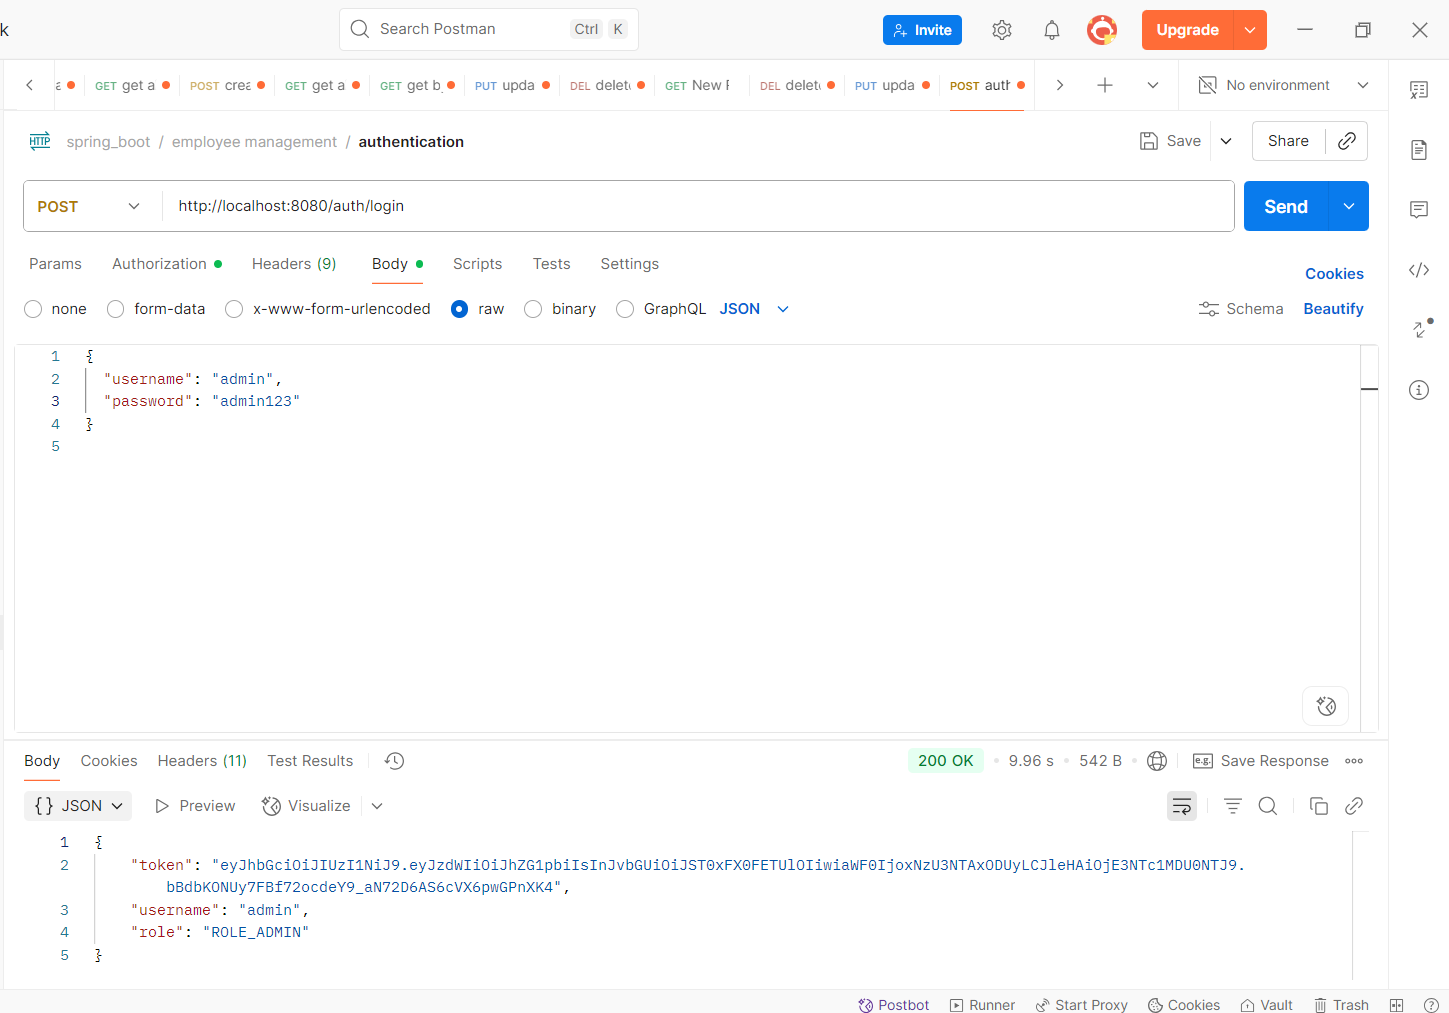 k
Search Postman Ctrl K Invite Upgrade
GET get a POST crea GET get a GET get b PUT upda DEL delet GET New DEL delet PUT upda POST auth No environment
HTTP spring_boot / employee management / authentication Save Share
POST http://localhost:8080/auth/login Send
Params Authorization Headers (9) Body Scripts Tests Settings Cookies
none form-data x-www-form-urlencoded raw binary GraphQL JSON Schema Beautify
1 {
2 "username": "admin",
3 "password": "admin123"
4 }
5
Body Cookies Headers (11) Test Results 200 OK 9.96 s 542 B e.g. Save Response
{} JSON Preview Visualize
1 {
2 "token": "eyJhbGciOiJIUzI1NiJ9.eyJzdWIiOiJhZG1pbiIsInJvbGUiOiJST0xFX0FETUlOIiwiaWF0IjoxNzU3NTAxODUyLCJleHAiOjE3NTc1MDU0NTJ9.
bBdbKONUy7FBf72ocdeY9_aN72D6AS6cVX6pwGPnXK4",
3 "username": "admin",
4 "role": "ROLE_ADMIN"
5 }
Postbot Runner Start Proxy Cookies Vault Trash